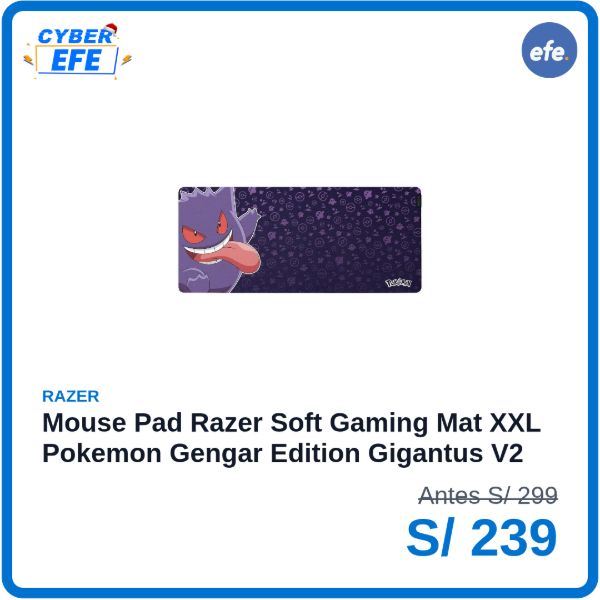 CYBER
EFE
efe.
POKéMON
RAZER
Mouse Pad Razer Soft Gaming Mat XXL
Pokemon Gengar Edition Gigantus V2
Antes S/ 299
S/ 239